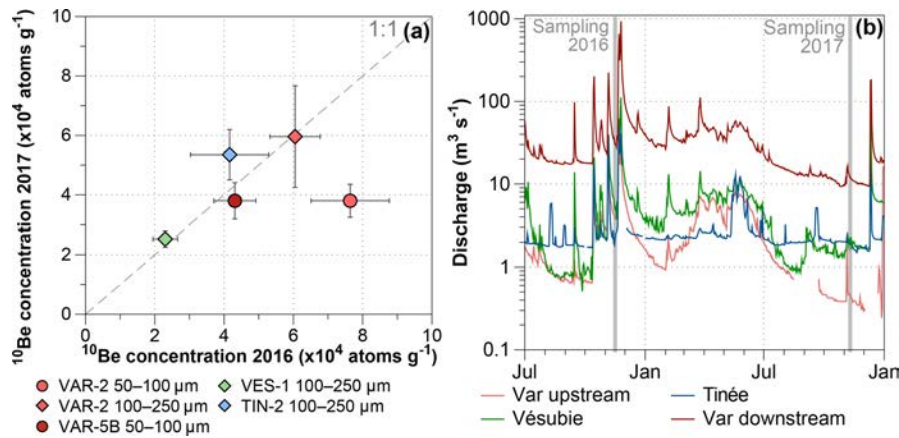 1:1
(a)
10
8
6
4
2
0
0
2
4
6
8
10
¹⁰Be concentration 2017 (x10⁴ atoms g⁻¹)
¹⁰Be concentration 2016 (x10⁴ atoms g⁻¹)
VAR-2 50–100 µm
VES-1 100–250 µm
VAR-2 100–250 µm
TIN-2 100–250 µm
VAR-5B 50–100 µm
Sampling
2016
Sampling
2017
(b)
1000
100
10
1
0.1
Discharge (m³ s⁻¹)
Jul
Jan
Jul
Jan
Var upstream
Tinée
Vésubie
Var downstream